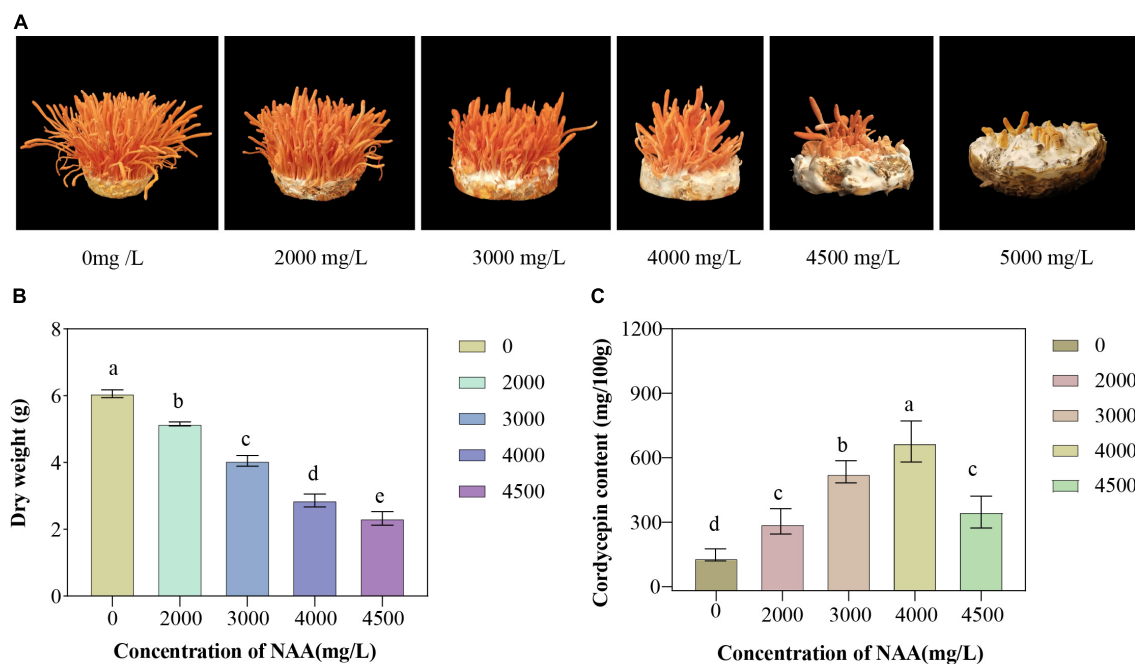 A
0mg /L
2000 mg/L
3000 mg/L
4000 mg/L
4500 mg/L
5000 mg/L
B
8
6
4
2
0
Dry weight (g)
a
b
c
d
e
0
2000
3000
4000
4500
Concentration of NAA(mg/L)
0
2000
3000
4000
4500
C
1200
900
600
300
0
Cordycepin content (mg/100g)
d
c
b
a
c
0
2000
3000
4000
4500
Concentration of NAA(mg/L)
0
2000
3000
4000
4500